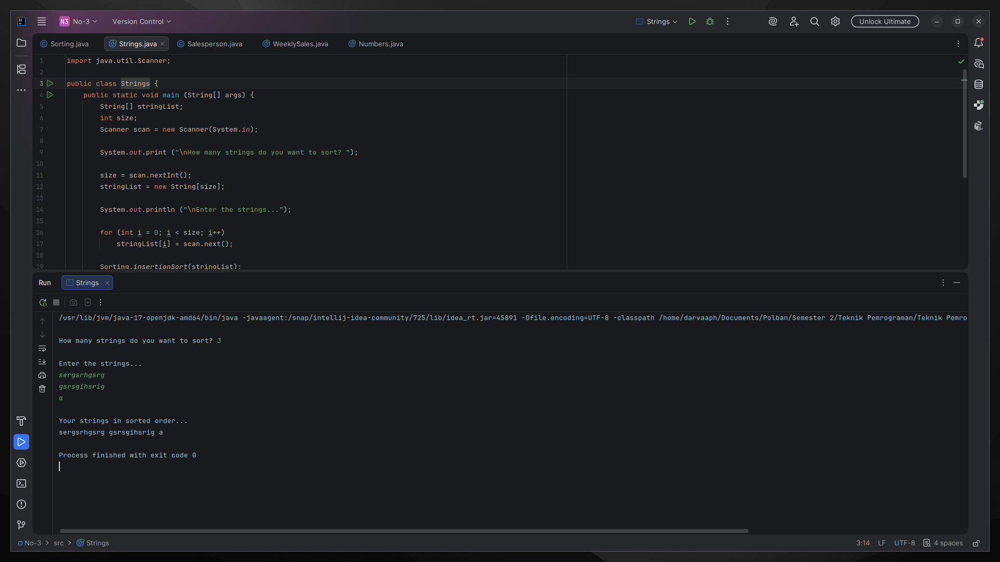 N3 No-3 Version Control Strings Unlock Ultimate
Sorting.java Strings.java Salesperson.java WeeklySales.java Numbers.java
1 import java.util.Scanner;
2
3 public class Strings {
4 public static void main (String[] args) {
5 String[] stringList;
6 int size;
7 Scanner scan = new Scanner(System.in);
8
9 System.out.print ("\nHow many strings do you want to sort? ");
10
11 size = scan.nextInt();
12 stringList = new String[size];
13
14 System.out.println ("\nEnter the strings...");
15
16 for (int i = 0; i < size; i++)
17 stringList[i] = scan.next();
18
19 Sorting.insertionSort(stringList);
Run Strings
/usr/lib/jvm/java-17-openjdk-amd64/bin/java -javaagent:/snap/intellij-idea-community/725/lib/idea_rt.jar=45891 -Dfile.encoding=UTF-8 -classpath /home/darvaaph/Documents/Polban/Semester 2/Teknik Pemrograman/Teknik Pemro
How many strings do you want to sort? 3
Enter the strings...
sergsrhgsrg
gsrsgihsrig
a
Your strings in sorted order...
sergsrhgsrg gsrsgihsrig a
Process finished with exit code 0
No-3 > src > Strings 3:14 LF UTF-8 4 spaces